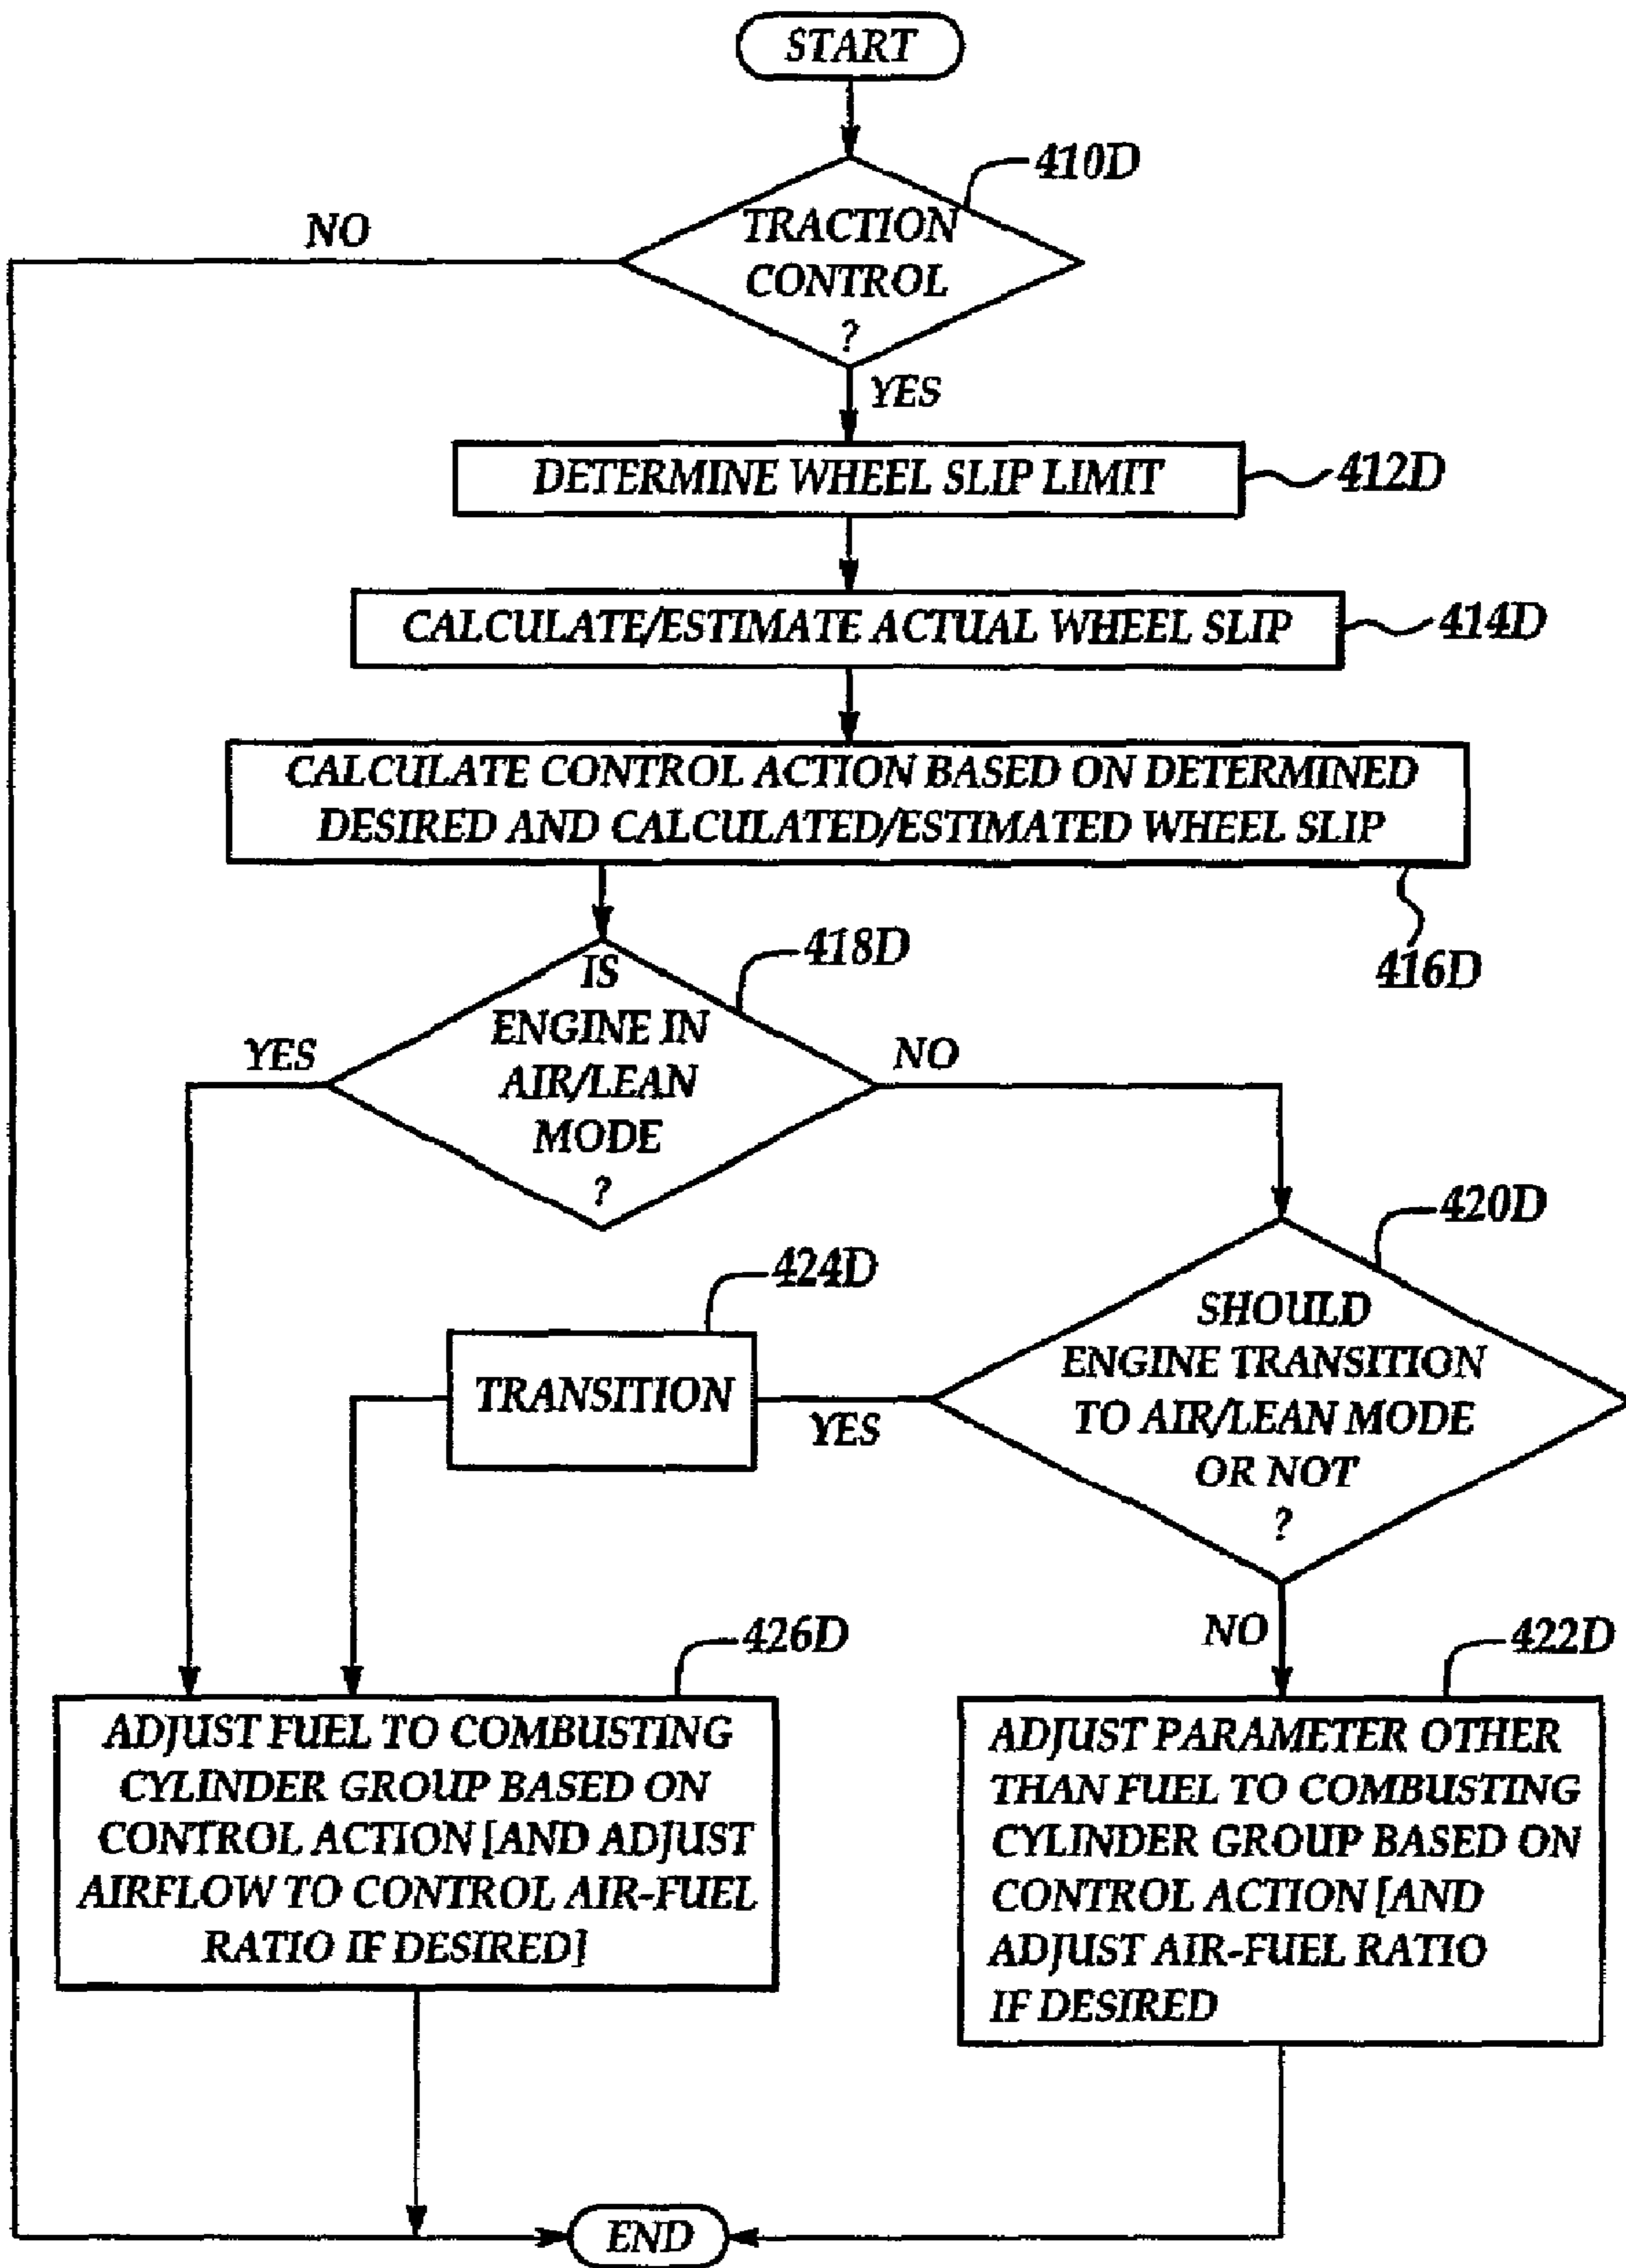 START
410D
NO
TRACTION
CONTROL
?
YES
DETERMINE WHEEL SLIP LIMIT
412D
CALCULATE/ESTIMATE ACTUAL WHEEL SLIP
414D
CALCULATE CONTROL ACTION BASED ON DETERMINED
DESIRED AND CALCULATED/ESTIMATED WHEEL SLIP
416D
418D
IS
ENGINE IN
AIR/LEAN
MODE
?
YES
NO
420D
424D
SHOULD
ENGINE TRANSITION
TO AIR/LEAN MODE
OR NOT
?
TRANSITION
YES
NO
426D
422D
ADJUST FUEL TO COMBUSTING
CYLINDER GROUP BASED ON
CONTROL ACTION [AND ADJUST
AIRFLOW TO CONTROL AIR-FUEL
RATIO IF DESIRED]
ADJUST PARAMETER OTHER
THAN FUEL TO COMBUSTING
CYLINDER GROUP BASED ON
CONTROL ACTION [AND
ADJUST AIR-FUEL RATIO
IF DESIRED
END